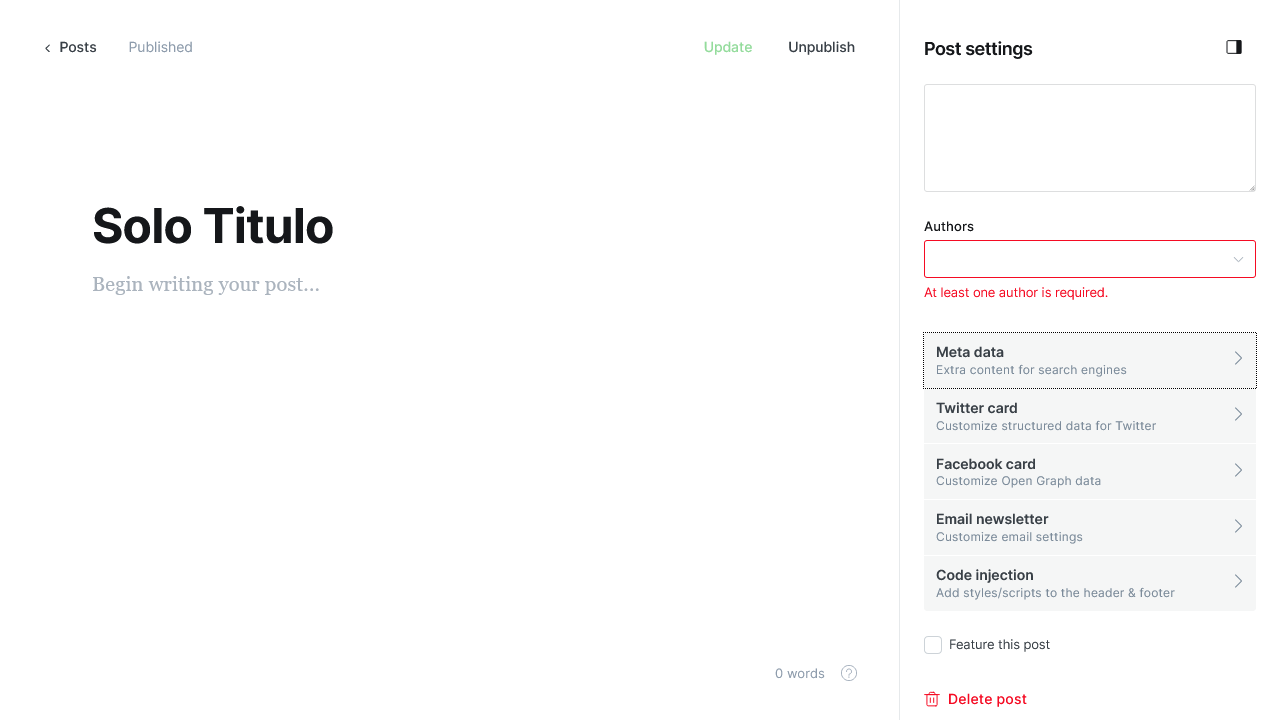 Posts
Published
Update
Unpublish
Solo Titulo
Begin writing your post...
0 words
?
Post settings
Authors
At least one author is required.
Meta data
Extra content for search engines
Twitter card
Customize structured data for Twitter
Facebook card
Customize Open Graph data
Email newsletter
Customize email settings
Code injection
Add styles/scripts to the header & footer
Feature this post
Delete post